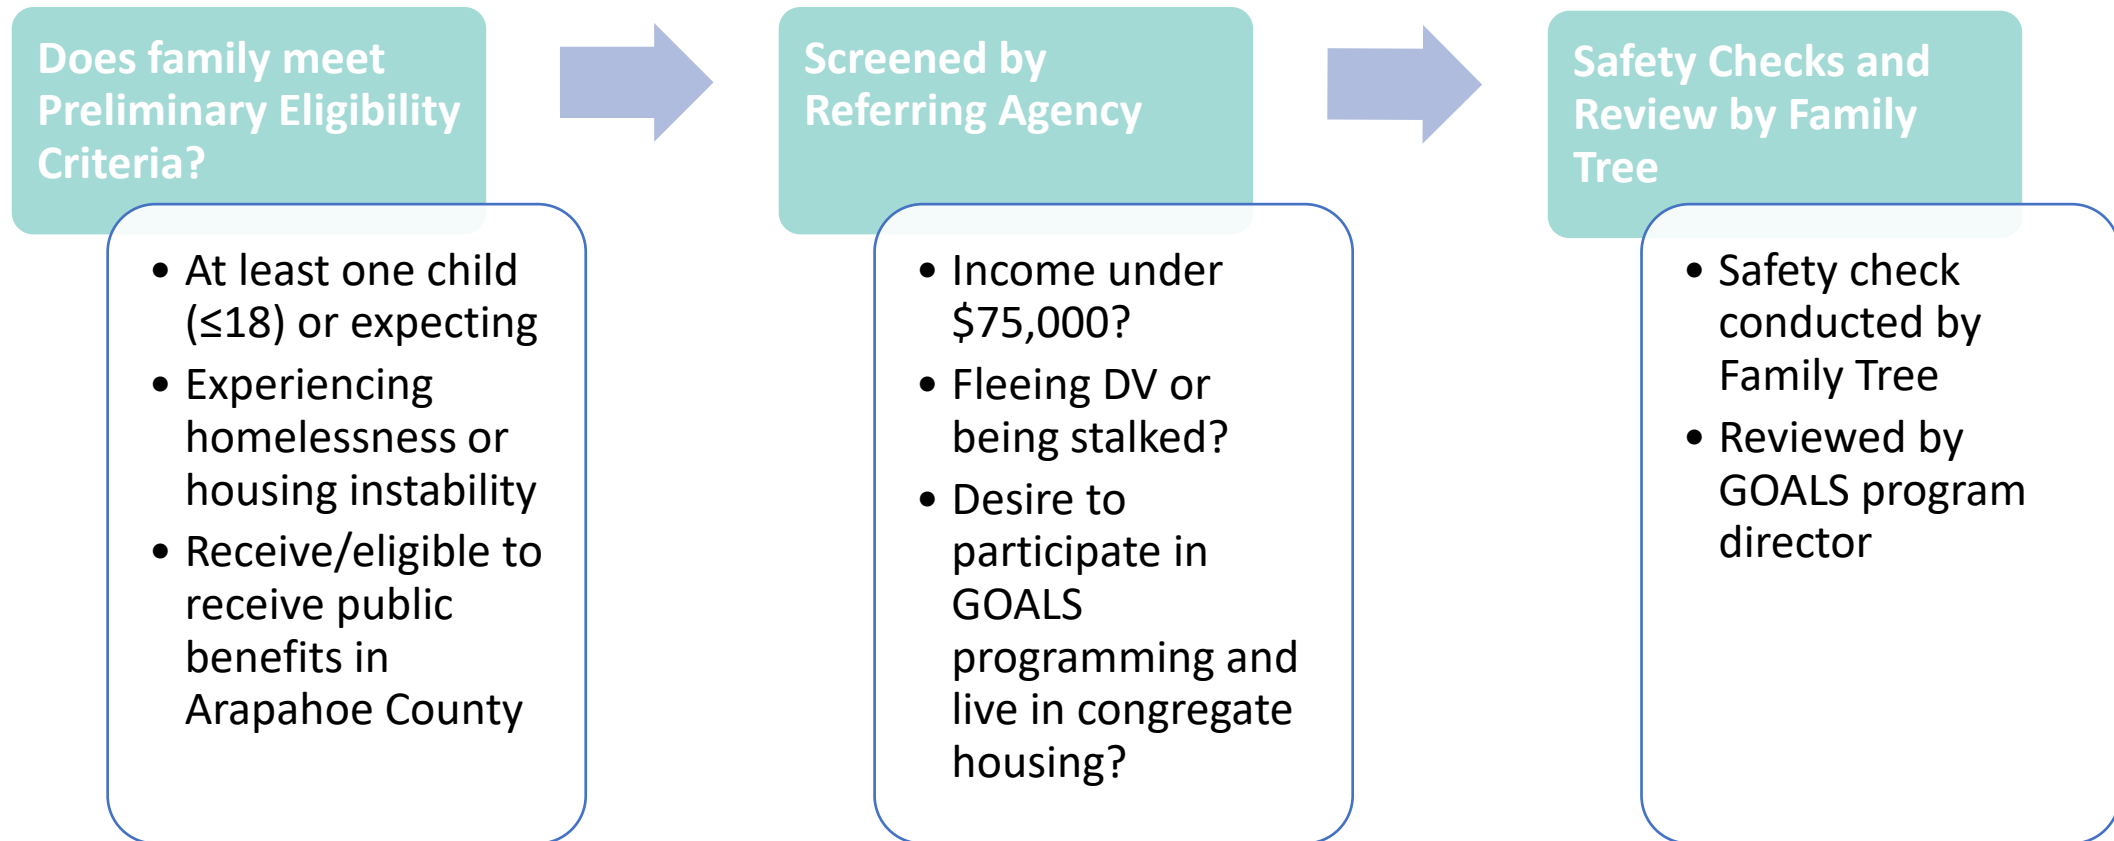 Does family meet
Preliminary Eligibility
Criteria?
• At least one child
(≤18) or expecting
• Experiencing
homelessness or
housing instability
• Receive/eligible to
receive public
benefits in
Arapahoe County
Screened by
Referring Agency
• Income under
$75,000?
• Fleeing DV or
being stalked?
• Desire to
participate in
GOALS
programming and
live in congregate
housing?
Safety Checks and
Review by Family
Tree
• Safety check
conducted by
Family Tree
• Reviewed by
GOALS program
director